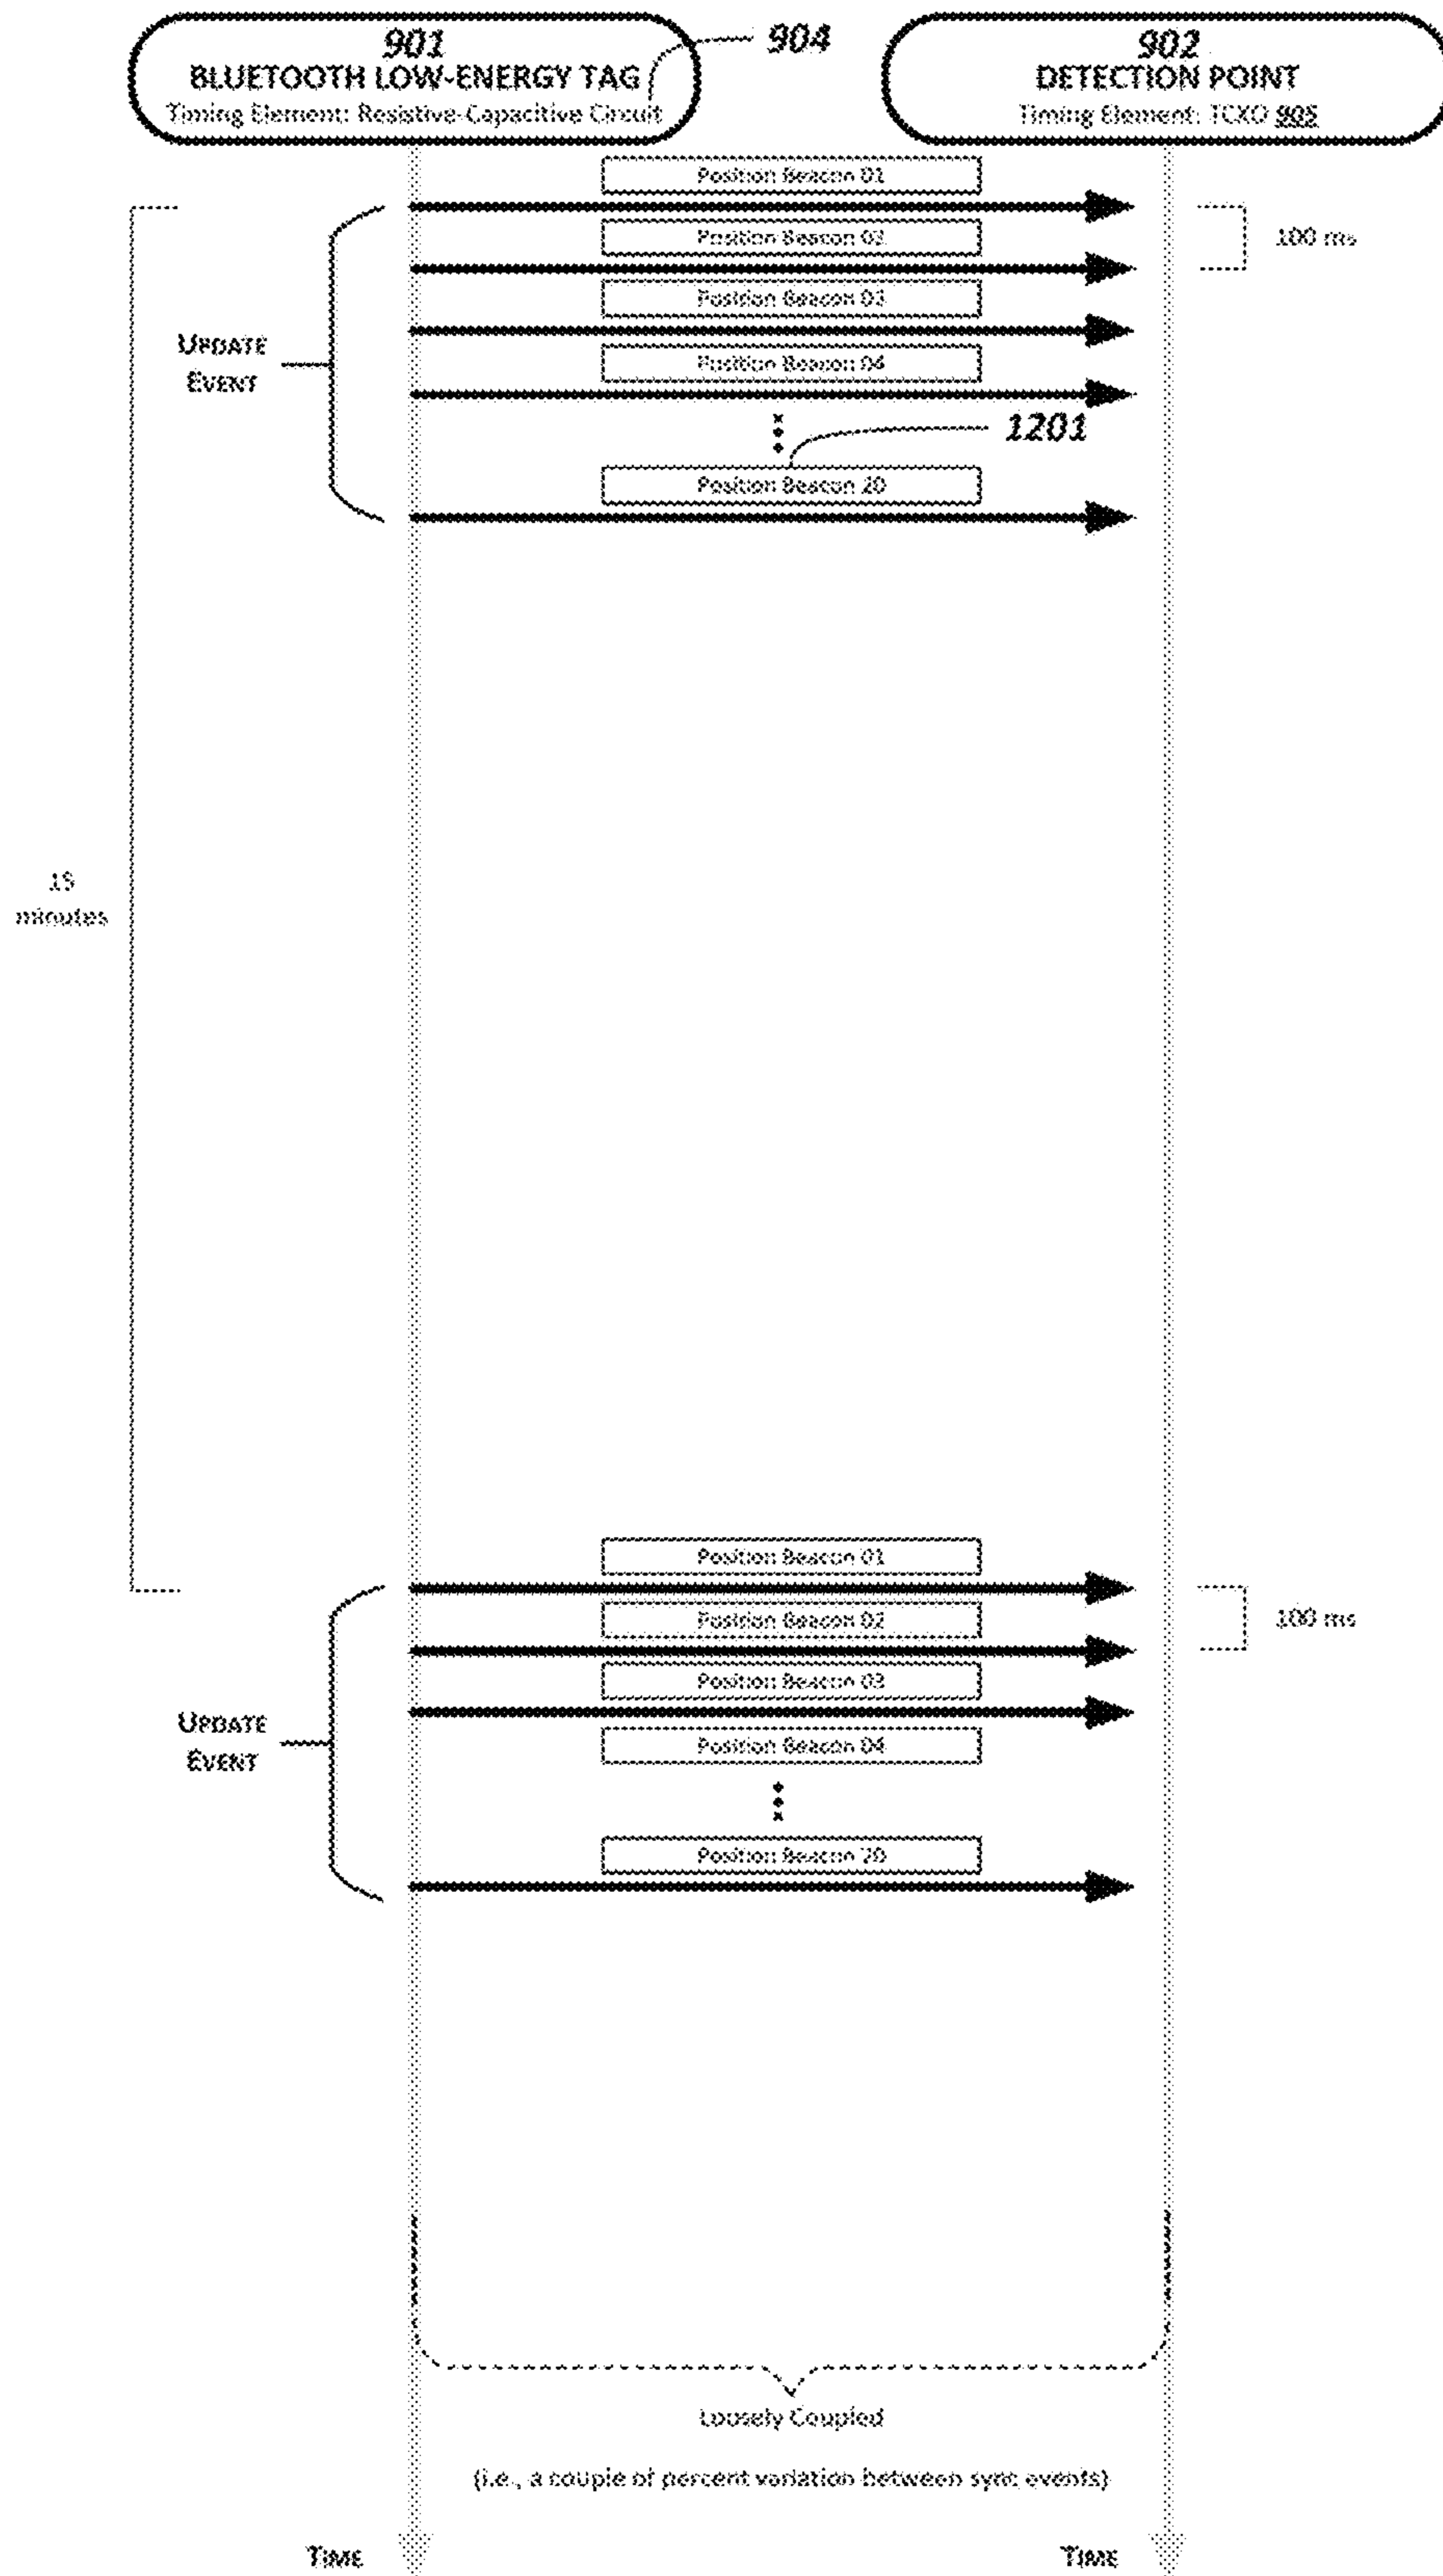 901
904
902
BLUETOOTH LOW-ENERGY TAG
Timing Element: Resistive-Capacitive Circuit
DETECTION POINT
Timing Element: TCXO 905
Position Beacon 01
100 ms
Position Beacon 02
Position Beacon 03
UPDATE
EVENT
Position Beacon 04
1201
Position Beacon 20
15
minutes
Position Beacon 01
100 ms
Position Beacon 02
Position Beacon 03
UPDATE
EVENT
Position Beacon 04
Position Beacon 20
Loosely Coupled
(i.e., a couple of percent variation between sync events)
TIME
TIME